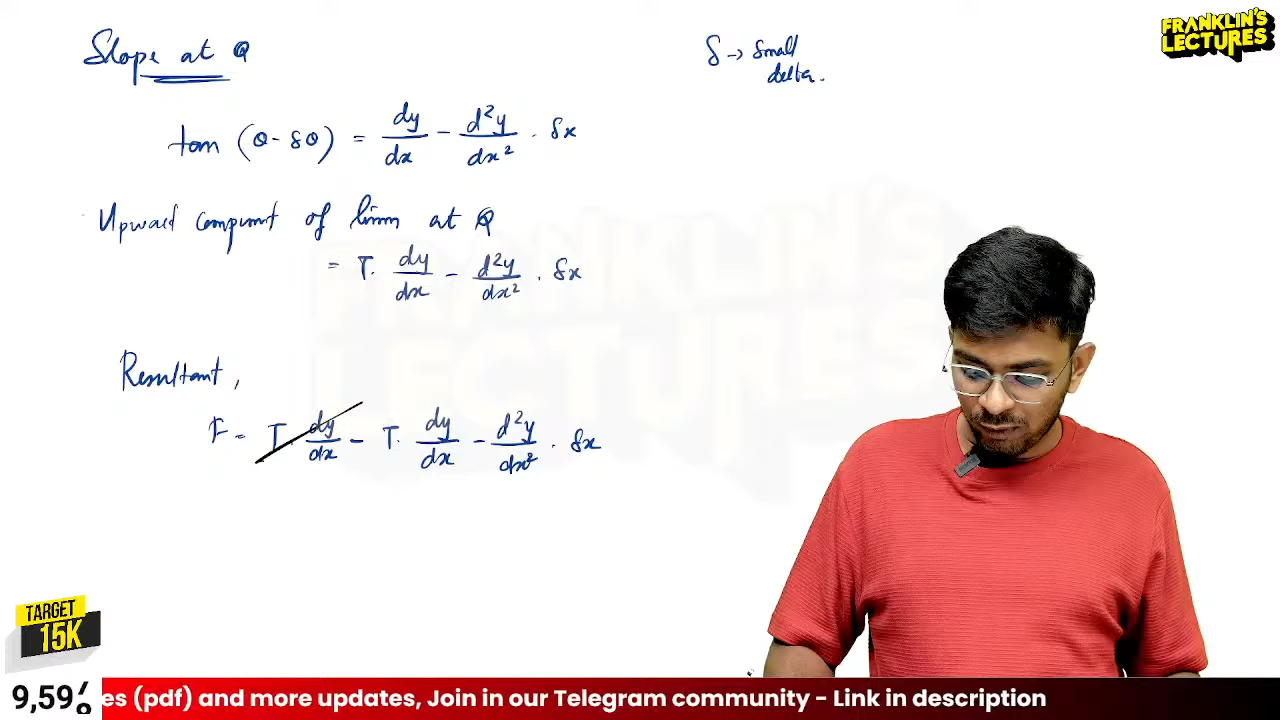 Slope at Q
δ → Small
delta.
tan (θ - δθ) = dy/dx - d²y/dx² . δx
Upward component of at Q
= T. dy/dx - d²y/dx² . δx
Resultant,
F = T. dy/dx - T. dy/dx - d²y/dx² . δx
FRANKLIN'S
LECTURES
FRANKLIN'S
LECTURES
TARGET
15K
9,59
es (pdf) and more updates, Join in our Telegram community - Link in description